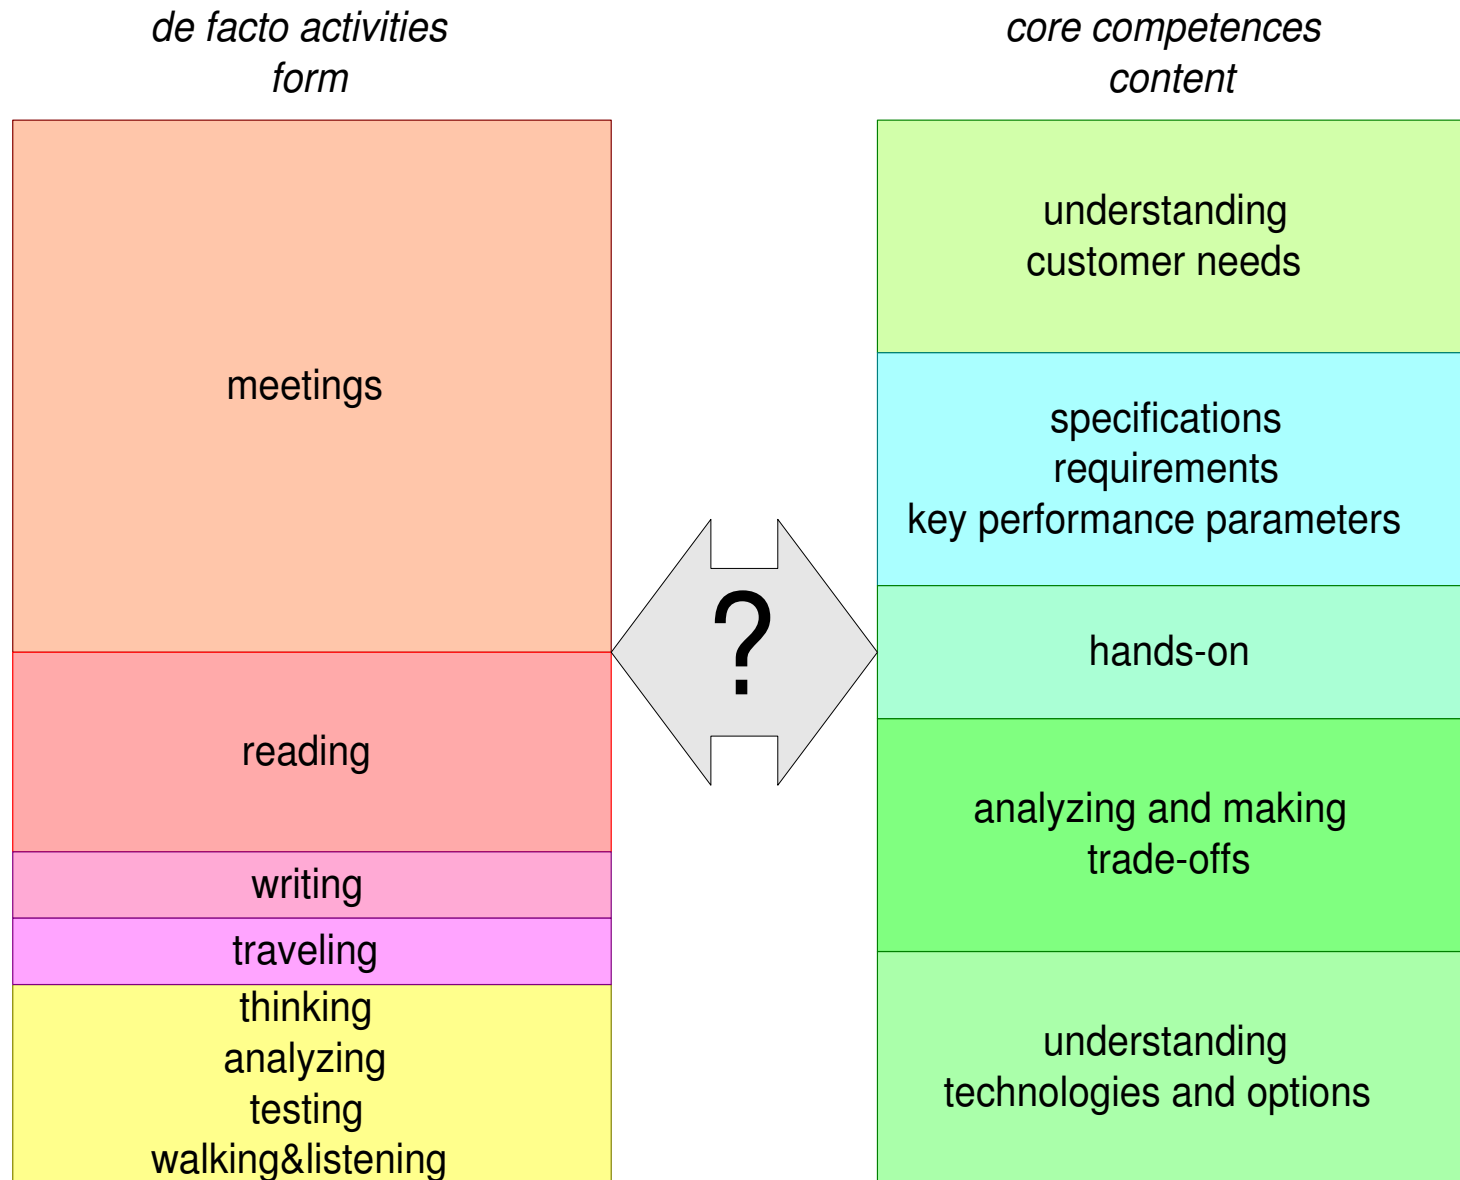 de facto activities
form
meetings
reading
writing
traveling
thinking
analyzing
testing
walking&listening
?
core competences
content
understanding
customer needs
specifications
requirements
key performance parameters
hands-on
analyzing and making
trade-offs
understanding
technologies and options